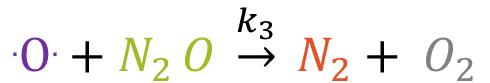 ·O· + N₂ O →k₃ N₂ + O₂